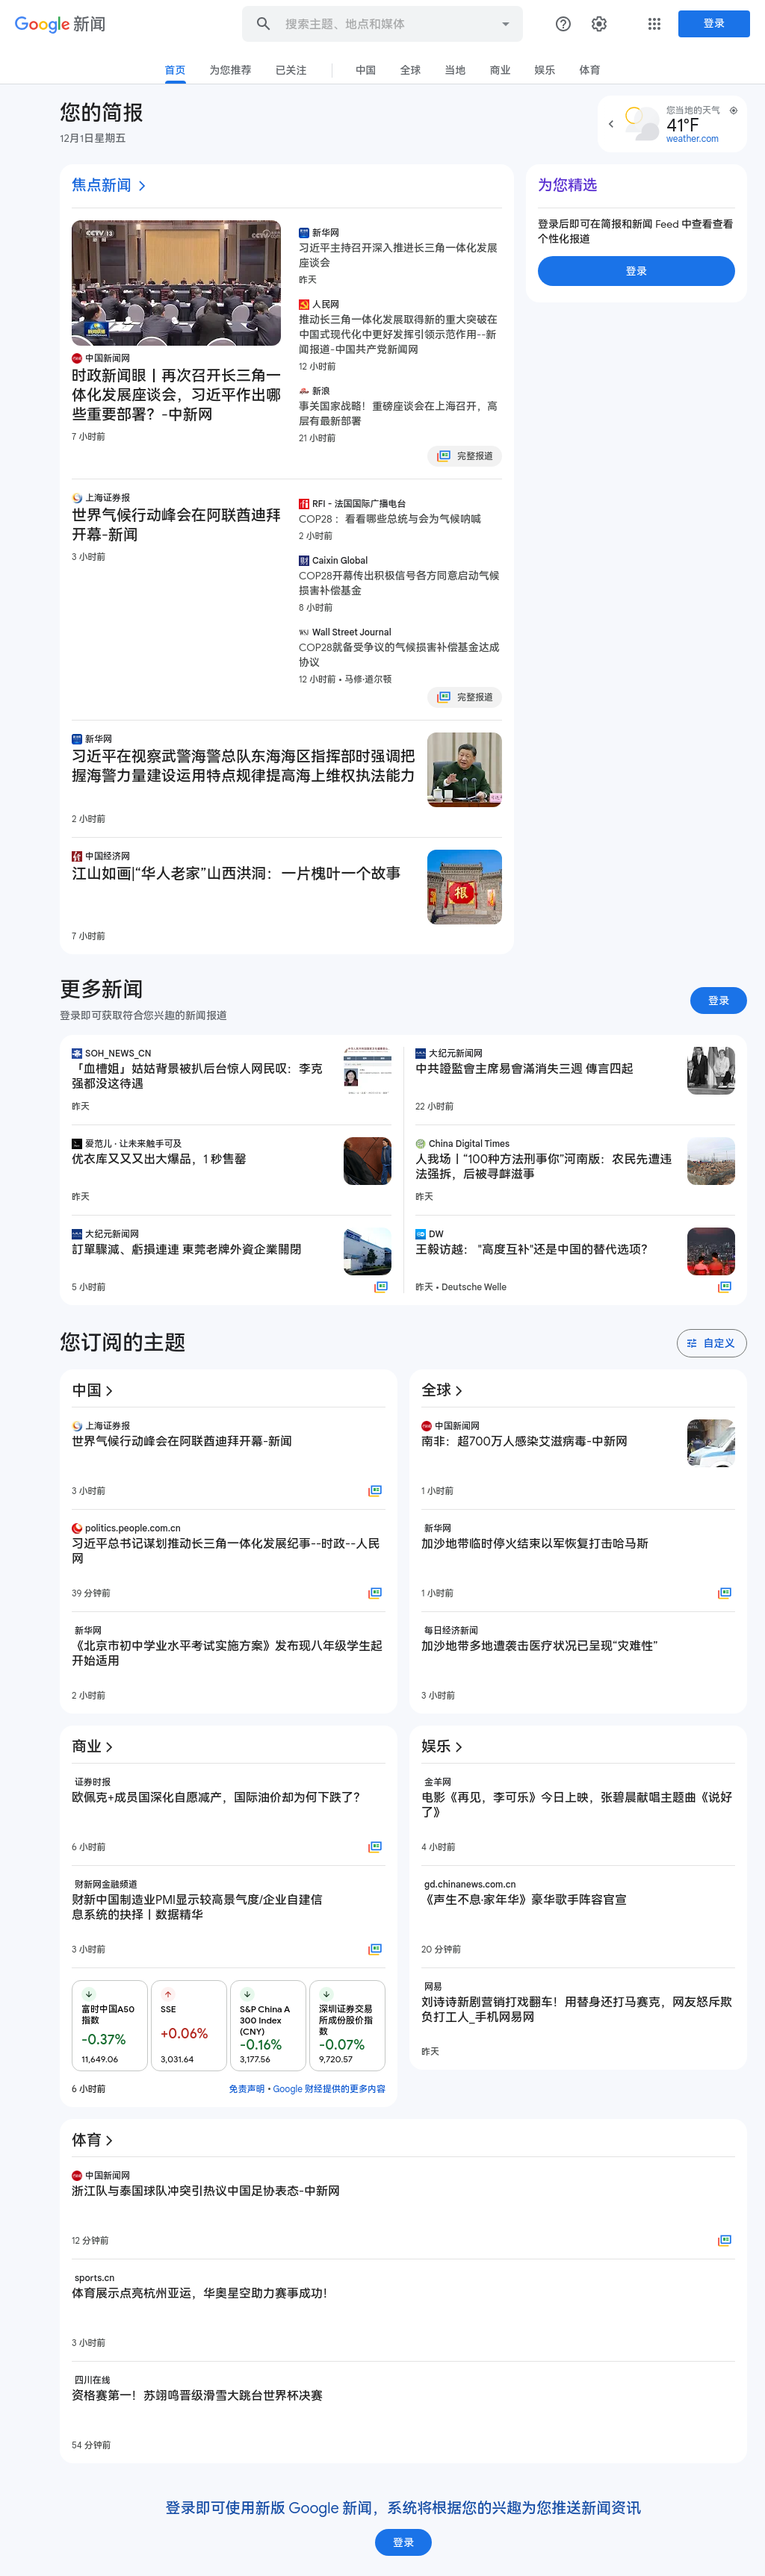 Google 新闻
搜索主题、地点和媒体
登录
首页
为您推荐
已关注
中国
全球
当地
商业
娱乐
体育
您的简报
12月1日星期五
您当地的天气
41°F
weather.com
焦点新闻
中国新闻网
时政新闻眼丨再次召开长三角一
体化发展座谈会，习近平作出哪
些重要部署？-中新网
7 小时前
新华网
习近平主持召开深入推进长三角一体化发展
座谈会
昨天
人民网
推动长三角一体化发展取得新的重大突破在
中国式现代化中更好发挥引领示范作用--新
闻报道-中国共产党新闻网
12 小时前
新浪
事关国家战略！重磅座谈会在上海召开，高
层有最新部署
21 小时前
完整报道
为您精选
登录后即可在简报和新闻 Feed 中查看查看
个性化报道
登录
上海证券报
世界气候行动峰会在阿联酋迪拜
开幕-新闻
3 小时前
RFI - 法国国际广播电台
COP28 ：看看哪些总统与会为气候呐喊
2 小时前
Caixin Global
COP28开幕传出积极信号各方同意启动气候
损害补偿基金
8 小时前
Wall Street Journal
COP28就备受争议的气候损害补偿基金达成
协议
12 小时前 • 马修·道尔顿
完整报道
新华网
习近平在视察武警海警总队东海海区指挥部时强调把
握海警力量建设运用特点规律提高海上维权执法能力
2 小时前
中国经济网
江山如画|“华人老家”山西洪洞：一片槐叶一个故事
根
7 小时前
更多新闻
登录即可获取符合您兴趣的新闻报道
登录
SOH_NEWS_CN
「血槽姐」姑姑背景被扒后台惊人网民叹：李克
强都没这待遇
昨天
大纪元新闻网
中共證監會主席易會滿消失三週 傳言四起
22 小时前
爱范儿 · 让未来触手可及
优衣库又又又出大爆品，1 秒售罄
昨天
China Digital Times
人我场丨“100种方法刑事你”河南版：农民先遭违
法强拆，后被寻衅滋事
昨天
大纪元新闻网
訂單驟減、虧損連連 東莞老牌外資企業關閉
5 小时前
DW
王毅访越： “高度互补“还是中国的替代选项?
昨天 • Deutsche Welle
您订阅的主题
自定义
中国
上海证券报
世界气候行动峰会在阿联酋迪拜开幕-新闻
3 小时前
politics.people.com.cn
习近平总书记谋划推动长三角一体化发展纪事--时政--人民
网
39 分钟前
新华网
《北京市初中学业水平考试实施方案》发布现八年级学生起
开始适用
2 小时前
全球
中国新闻网
南非：超700万人感染艾滋病毒-中新网
1 小时前
新华网
加沙地带临时停火结束以军恢复打击哈马斯
1 小时前
每日经济新闻
加沙地带多地遭袭击医疗状况已呈现“灾难性”
3 小时前
商业
证券时报
欧佩克+成员国深化自愿减产，国际油价却为何下跌了？
6 小时前
财新网金融频道
财新中国制造业PMI显示较高景气度/企业自建信
息系统的抉择丨数据精华
3 小时前
富时中国A50
指数
-0.37%
11,649.06
SSE
+0.06%
3,031.64
S&P China A
300 Index
(CNY)
-0.16%
3,177.56
深圳证券交易
所成份股价指
数
-0.07%
9,720.57
6 小时前
免责声明 • Google 财经提供的更多内容
娱乐
金羊网
电影《再见，李可乐》今日上映，张碧晨献唱主题曲《说好
了》
4 小时前
gd.chinanews.com.cn
《声生不息·家年华》豪华歌手阵容官宣
20 分钟前
网易
刘诗诗新剧营销打戏翻车！用替身还打马赛克，网友怒斥欺
负打工人_手机网易网
昨天
体育
中国新闻网
浙江队与泰国球队冲突引热议中国足协表态-中新网
12 分钟前
sports.cn
体育展示点亮杭州亚运，华奥星空助力赛事成功！
3 小时前
四川在线
资格赛第一！苏翊鸣晋级滑雪大跳台世界杯决赛
54 分钟前
登录即可使用新版 Google 新闻，系统将根据您的兴趣为您推送新闻资讯
登录